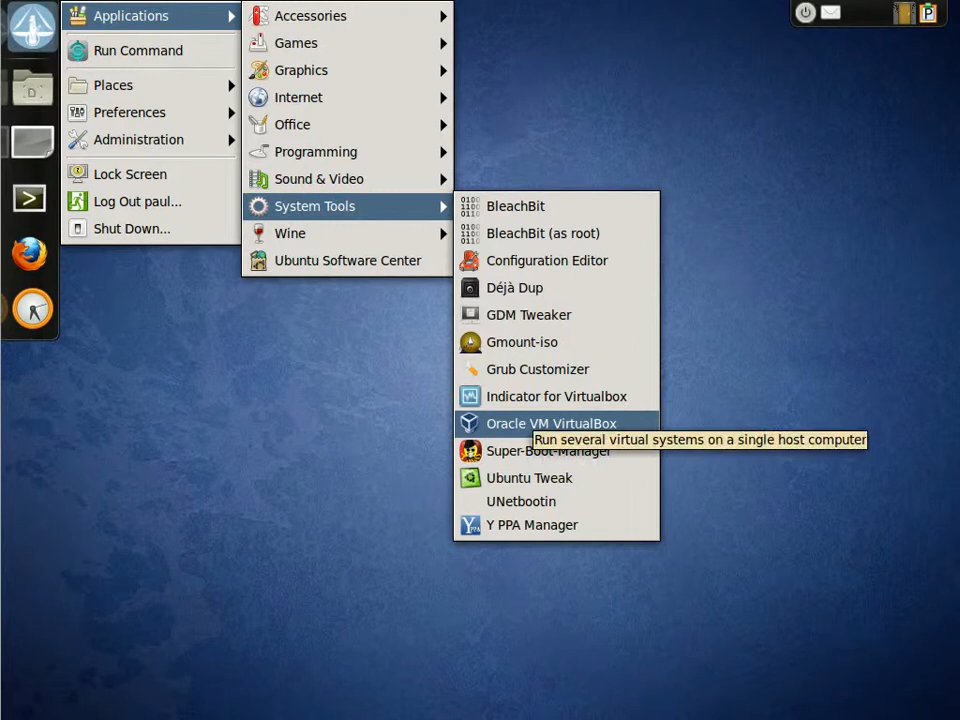 Applications
Run Command
Places
Preferences
Administration
Lock Screen
Log Out paul...
Shut Down...
Accessories
Games
Graphics
Internet
Office
Programming
Sound & Video
System Tools
Wine
Ubuntu Software Center
BleachBit
BleachBit (as root)
Configuration Editor
Déjà Dup
GDM Tweaker
Gmount-iso
Grub Customizer
Indicator for Virtualbox
Oracle VM VirtualBox
Run several virtual systems on a single host computer
Super-Boot-Manager
Ubuntu Tweak
UNetbootin
Y PPA Manager